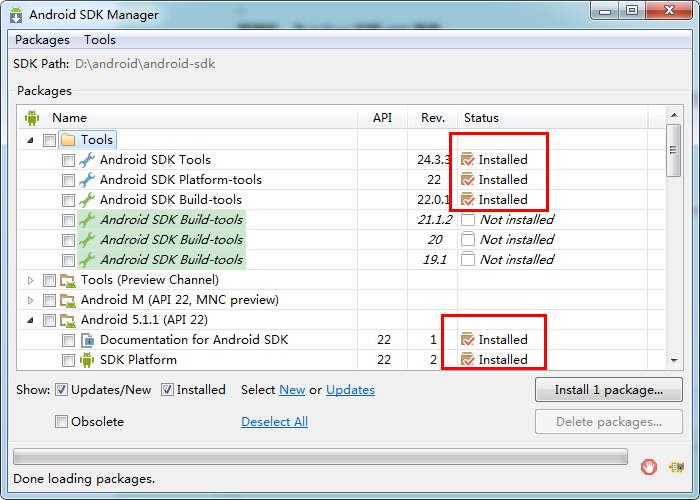 Android SDK Manager
Packages Tools
SDK Path: D:\android\android-sdk
Packages
Name API Rev. Status
Tools
Android SDK Tools 24.3.3 Installed
Android SDK Platform-tools 22 Installed
Android SDK Build-tools 22.0.1 Installed
Android SDK Build-tools 21.1.2 Not installed
Android SDK Build-tools 20 Not installed
Android SDK Build-tools 19.1 Not installed
Tools (Preview Channel)
Android M (API 22, MNC preview)
Android 5.1.1 (API 22)
Documentation for Android SDK 22 1 Installed
SDK Platform 22 2 Installed
Show: Updates/New Installed Select New or Updates Install 1 package...
Obsolete Deselect All Delete packages...
Done loading packages.